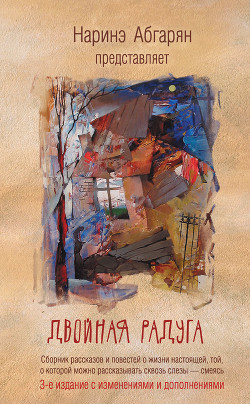 Наринэ Абгарян
представляет
ДВОЙНАЯ РАДУГА
Сборник рассказов и повестей о жизни настоящей, той,
о которой можно рассказывать сквозь слезы — смеясь
3-е издание с изменениями и дополнениями